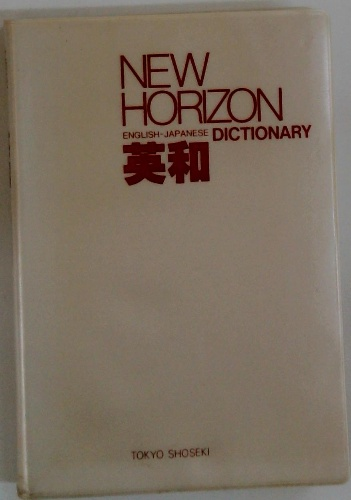 NEW
HORIZON
ENGLISH-JAPANESE DICTIONARY
英和
TOKYO SHOSEKI